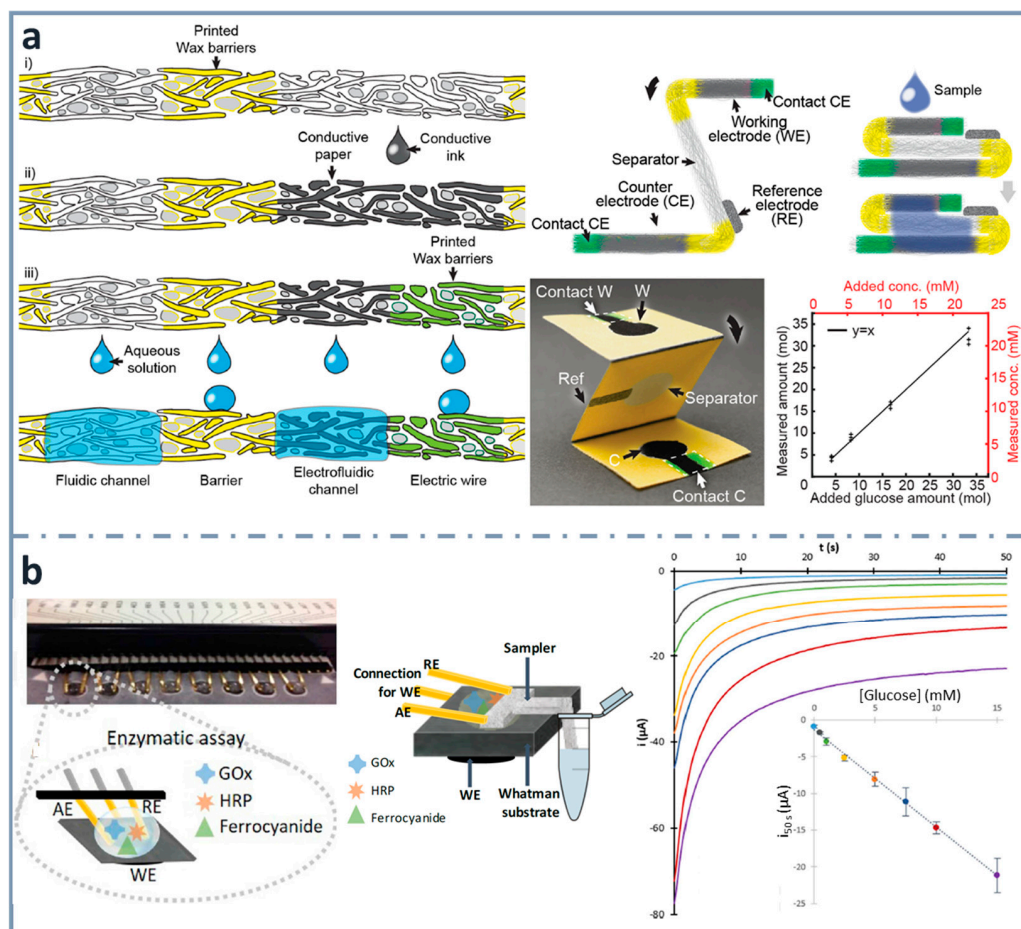 a
Printed
Wax barriers
i)
Conductive
paper
Conductive
ink
ii)
Printed
Wax barriers
iii)
Aqueous
solution
Fluidic channel
Barrier
Electrofluidic
channel
Electric wire
Contact CE
Working
electrode (WE)
Separator
Counter
electrode (CE)
Reference
electrode
(RE)
Contact CE
Sample
Contact W
W
Ref
Separator
C
Contact C
Added conc. (mM)
0 5 10 15 20 25
y=x
Measured amount (mol)
35
30
25
20
15
10
5
Measured conc. (mM)
20
15
10
5
0
0 5 10 15 20 25 30 35
Added glucose amount (mol)
b
Enzymatic assay
GOx
HRP
Ferrocyanide
AE
RE
WE
RE
Connection
for WE
AE
Sampler
GOx
HRP
Ferrocyanide
WE
Whatman
substrate
t (s)
0 10 20 30 40 50
0
-20
-40
-60
-80
i (μA)
[Glucose] (mM)
0 5 10 15
0
-5
-10
-15
-20
-25
i50 s (μA)